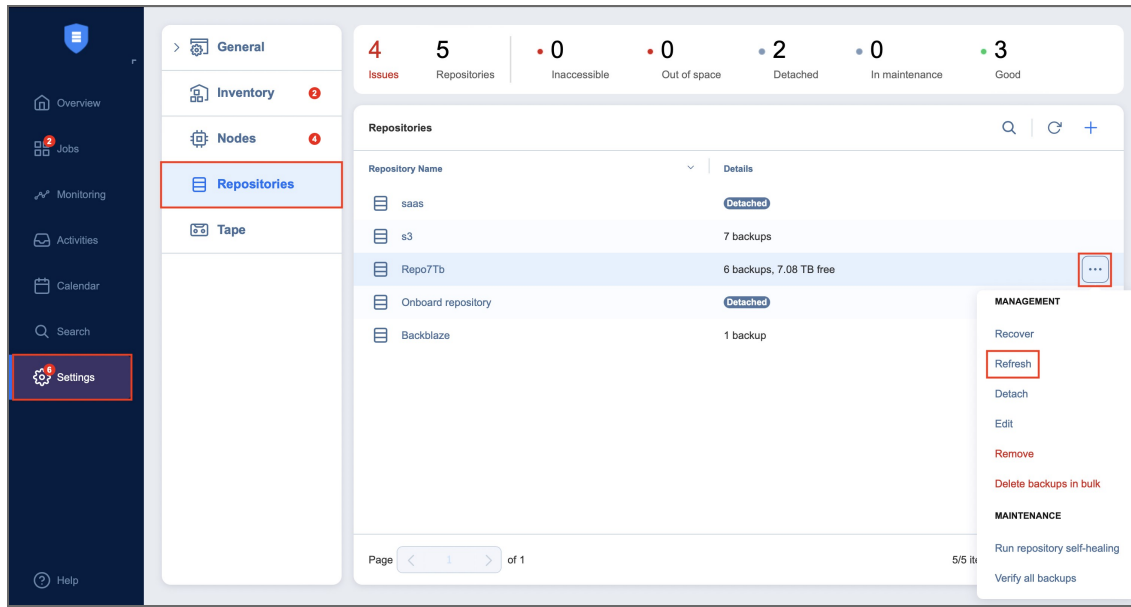 Overview
2
Jobs
Monitoring
Activities
Calendar
Search
6
Settings
Help
General
Inventory 2
Nodes 4
Repositories
Tape
4 5 0 0 2 0 3
Issues Repositories Inaccessible Out of space Detached In maintenance Good
Repositories
Repository Name Details
saas Detached
s3 7 backups
Repo7Tb 6 backups, 7.08 TB free
Onboard repository Detached
Backblaze 1 backup
MANAGEMENT
Recover
Refresh
Detach
Edit
Remove
Delete backups in bulk
MAINTENANCE
Run repository self-healing
Verify all backups
Page 1 of 1 5/5 ite